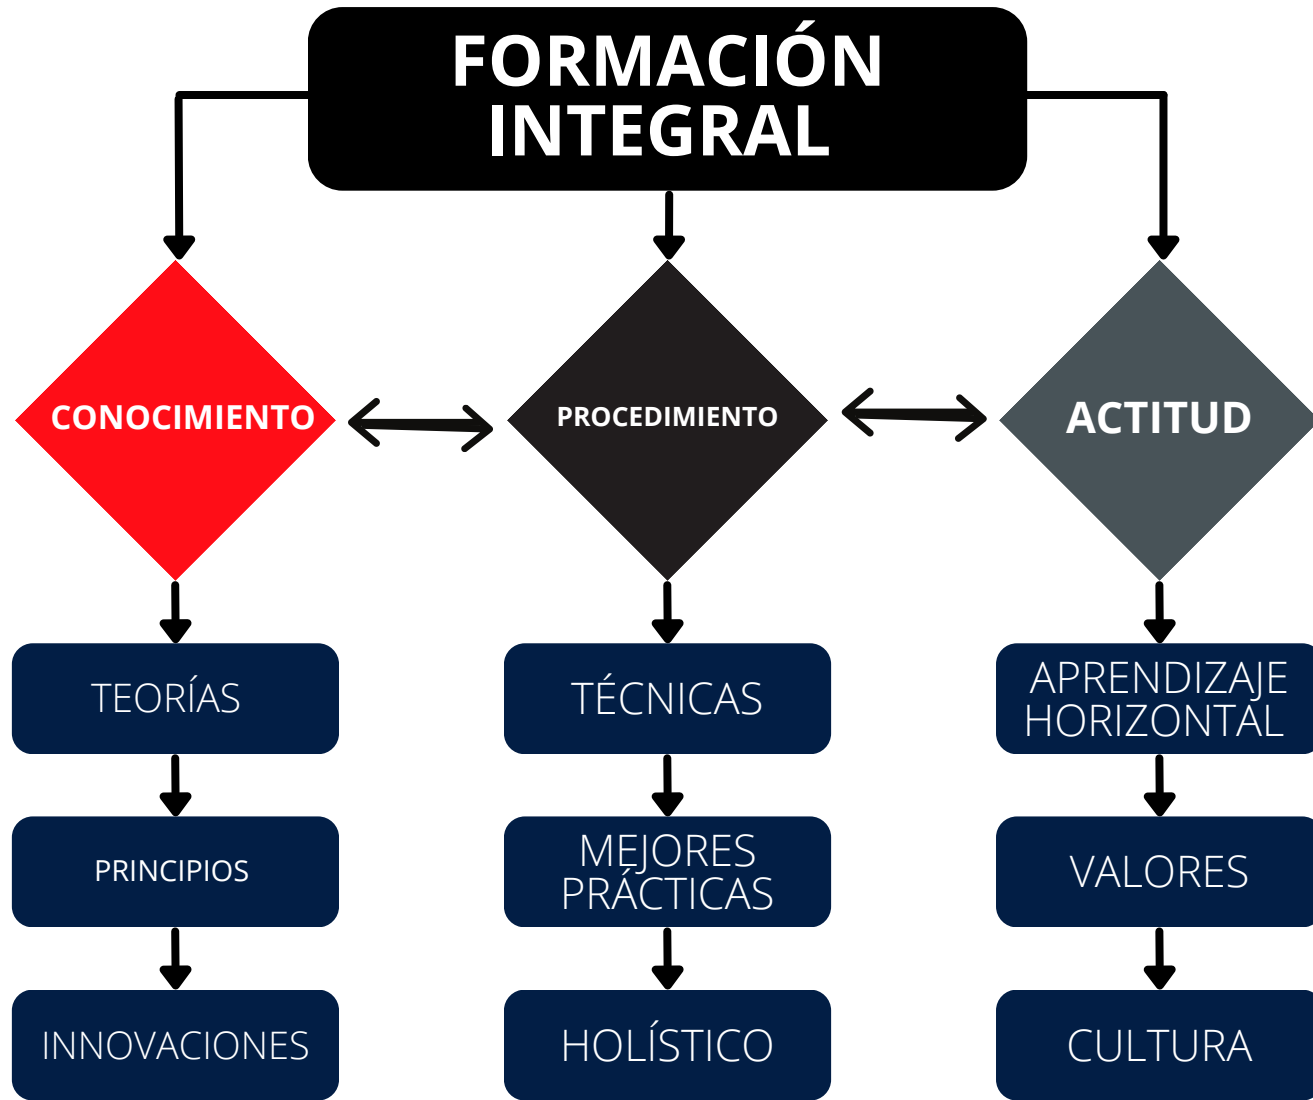 FORMACIÓN
INTEGRAL
CONOCIMIENTO
PROCEDIMIENTO
ACTITUD
TEORÍAS
TÉCNICAS
APRENDIZAJE
HORIZONTAL
PRINCIPIOS
MEJORES
PRÁCTICAS
VALORES
INNOVACIONES
HOLÍSTICO
CULTURA